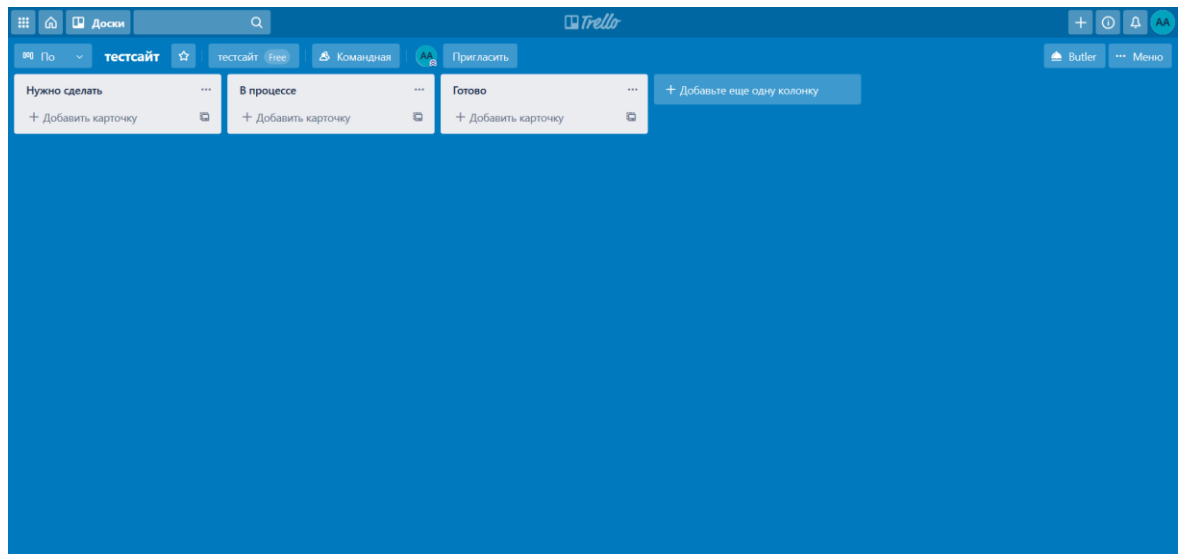 Доски Trello AA
По тестсайт тестсайт Free Командная AA Пригласить Butler ··· Меню
Нужно сделать ··· В процессе ··· Готово ··· + Добавьте еще одну колонку
+ Добавить карточку + Добавить карточку + Добавить карточку